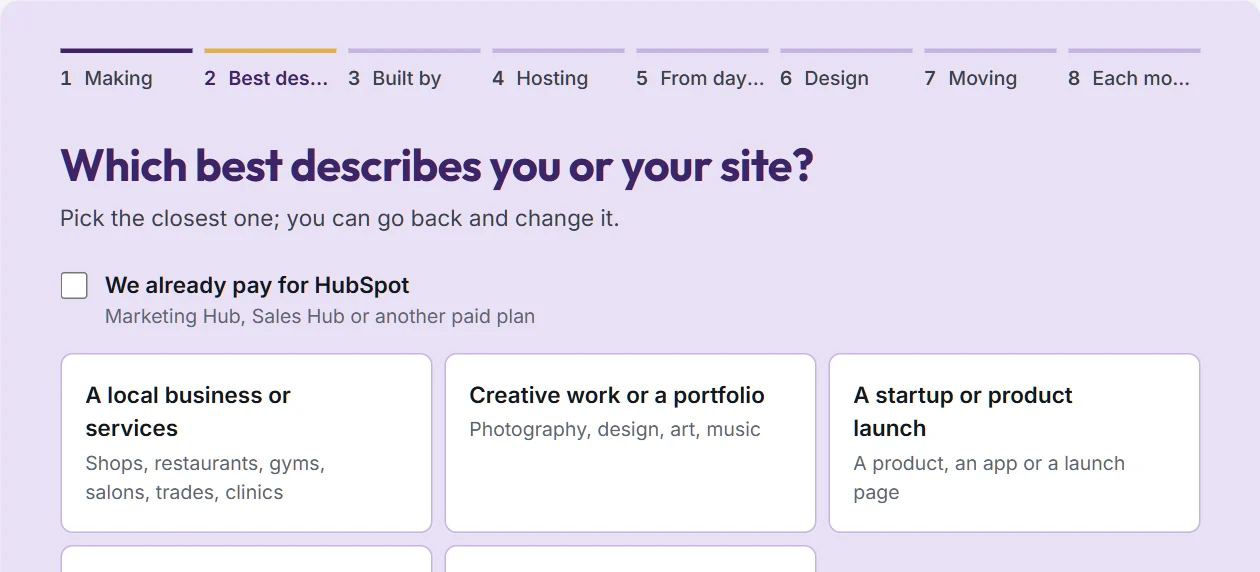 1 Making
2 Best des...
3 Built by
4 Hosting
5 From day...
6 Design
7 Moving
8 Each mo...
Which best describes you or your site?
Pick the closest one; you can go back and change it.
We already pay for HubSpot
Marketing Hub, Sales Hub or another paid plan
A local business or
services
Shops, restaurants, gyms,
salons, trades, clinics
Creative work or a portfolio
Photography, design, art, music
A startup or product
launch
A product, an app or a launch
page